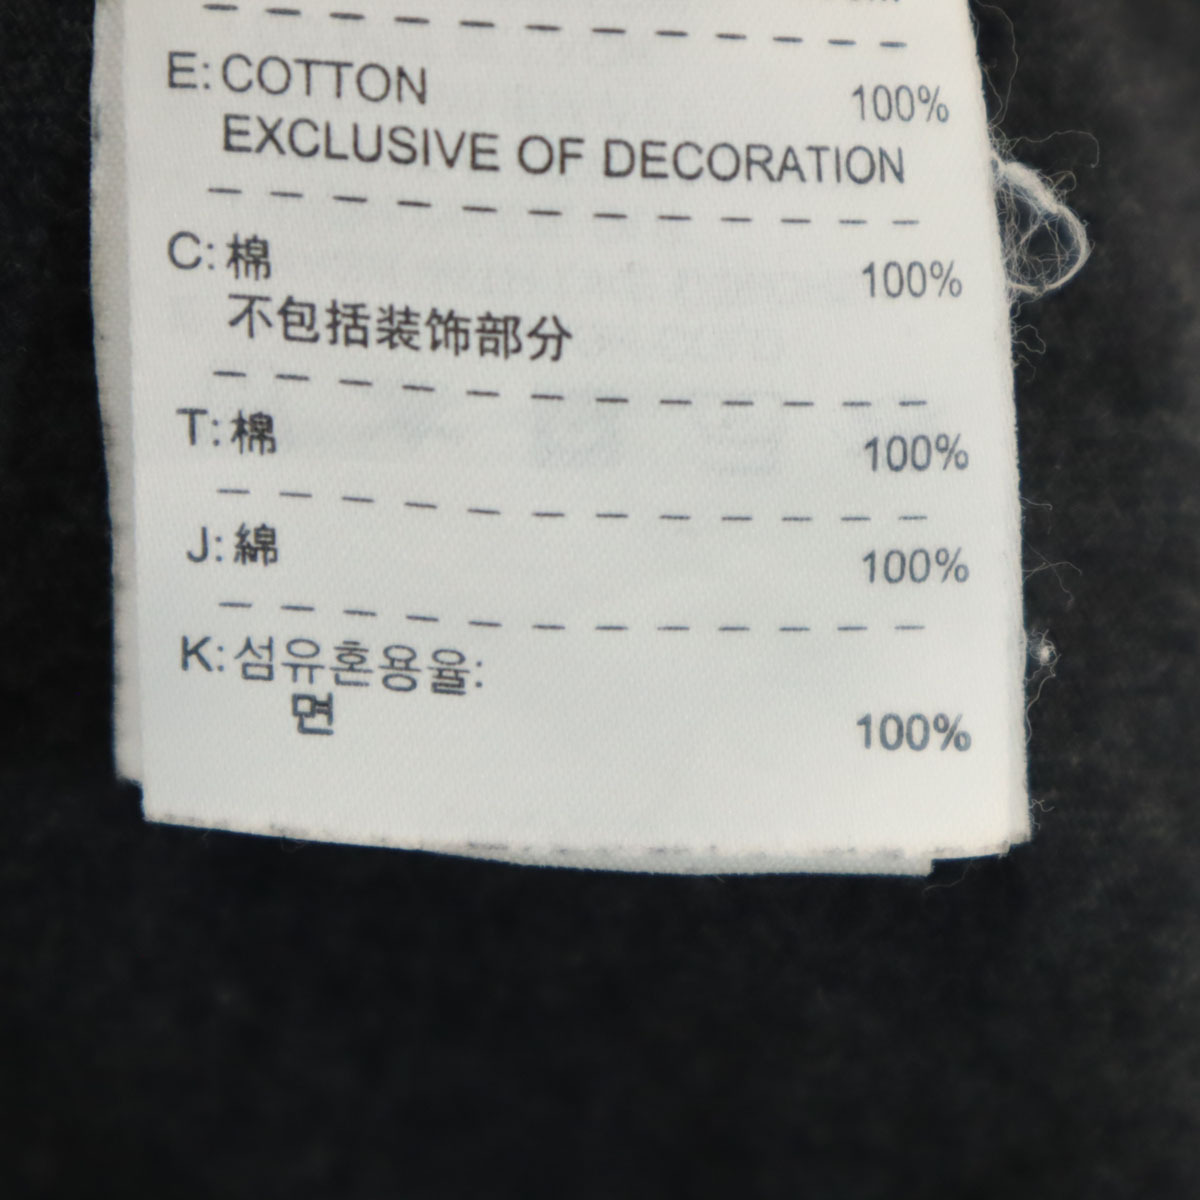 E: COTTON 100%
EXCLUSIVE OF DECORATION
C: 棉 100%
不包括装饰部分
T: 棉 100%
J: 綿 100%
K: 섬유혼용율:
면 100%